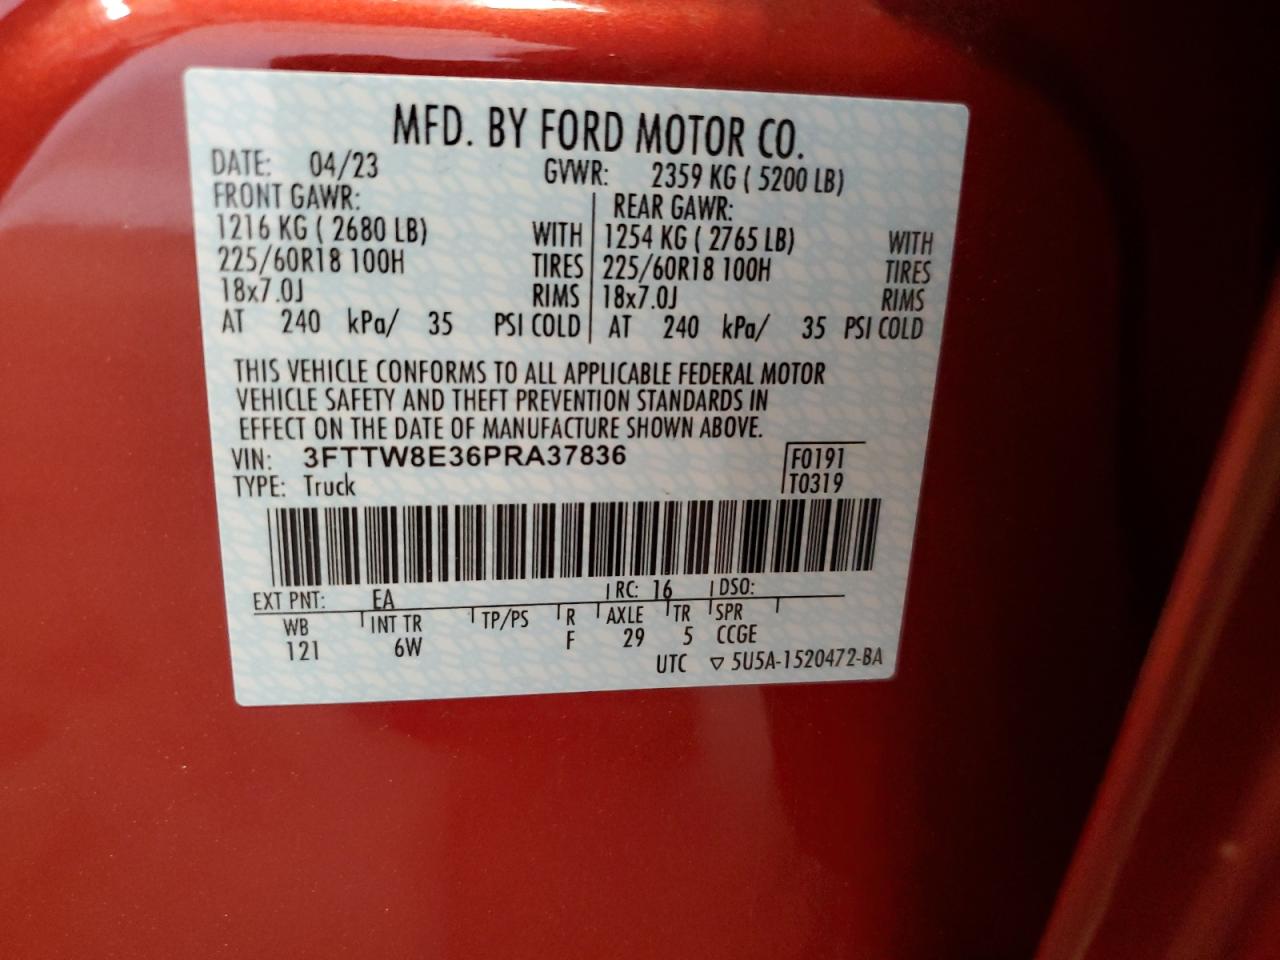 MFD. BY FORD MOTOR CO.
DATE: 04/23 GVWR: 2359 KG ( 5200 LB)
FRONT GAWR: REAR GAWR:
1216 KG ( 2680 LB) WITH 1254 KG ( 2765 LB) WITH
225/60R18 100H TIRES 225/60R18 100H TIRES
18x7.0J RIMS 18x7.0J RIMS
AT 240 kPa/ 35 PSI COLD AT 240 kPa/ 35 PSI COLD
THIS VEHICLE CONFORMS TO ALL APPLICABLE FEDERAL MOTOR
VEHICLE SAFETY AND THEFT PREVENTION STANDARDS IN
EFFECT ON THE DATE OF MANUFACTURE SHOWN ABOVE.
VIN: 3FTTW8E36PRA37836 F0191
TYPE: Truck T0319
EXT PNT: EA RC: 16 DSO:
WB INT TR TP/PS R AXLE TR SPR
121 6W F 29 5 CCGE
UTC ▽ 5U5A-1520472-BA